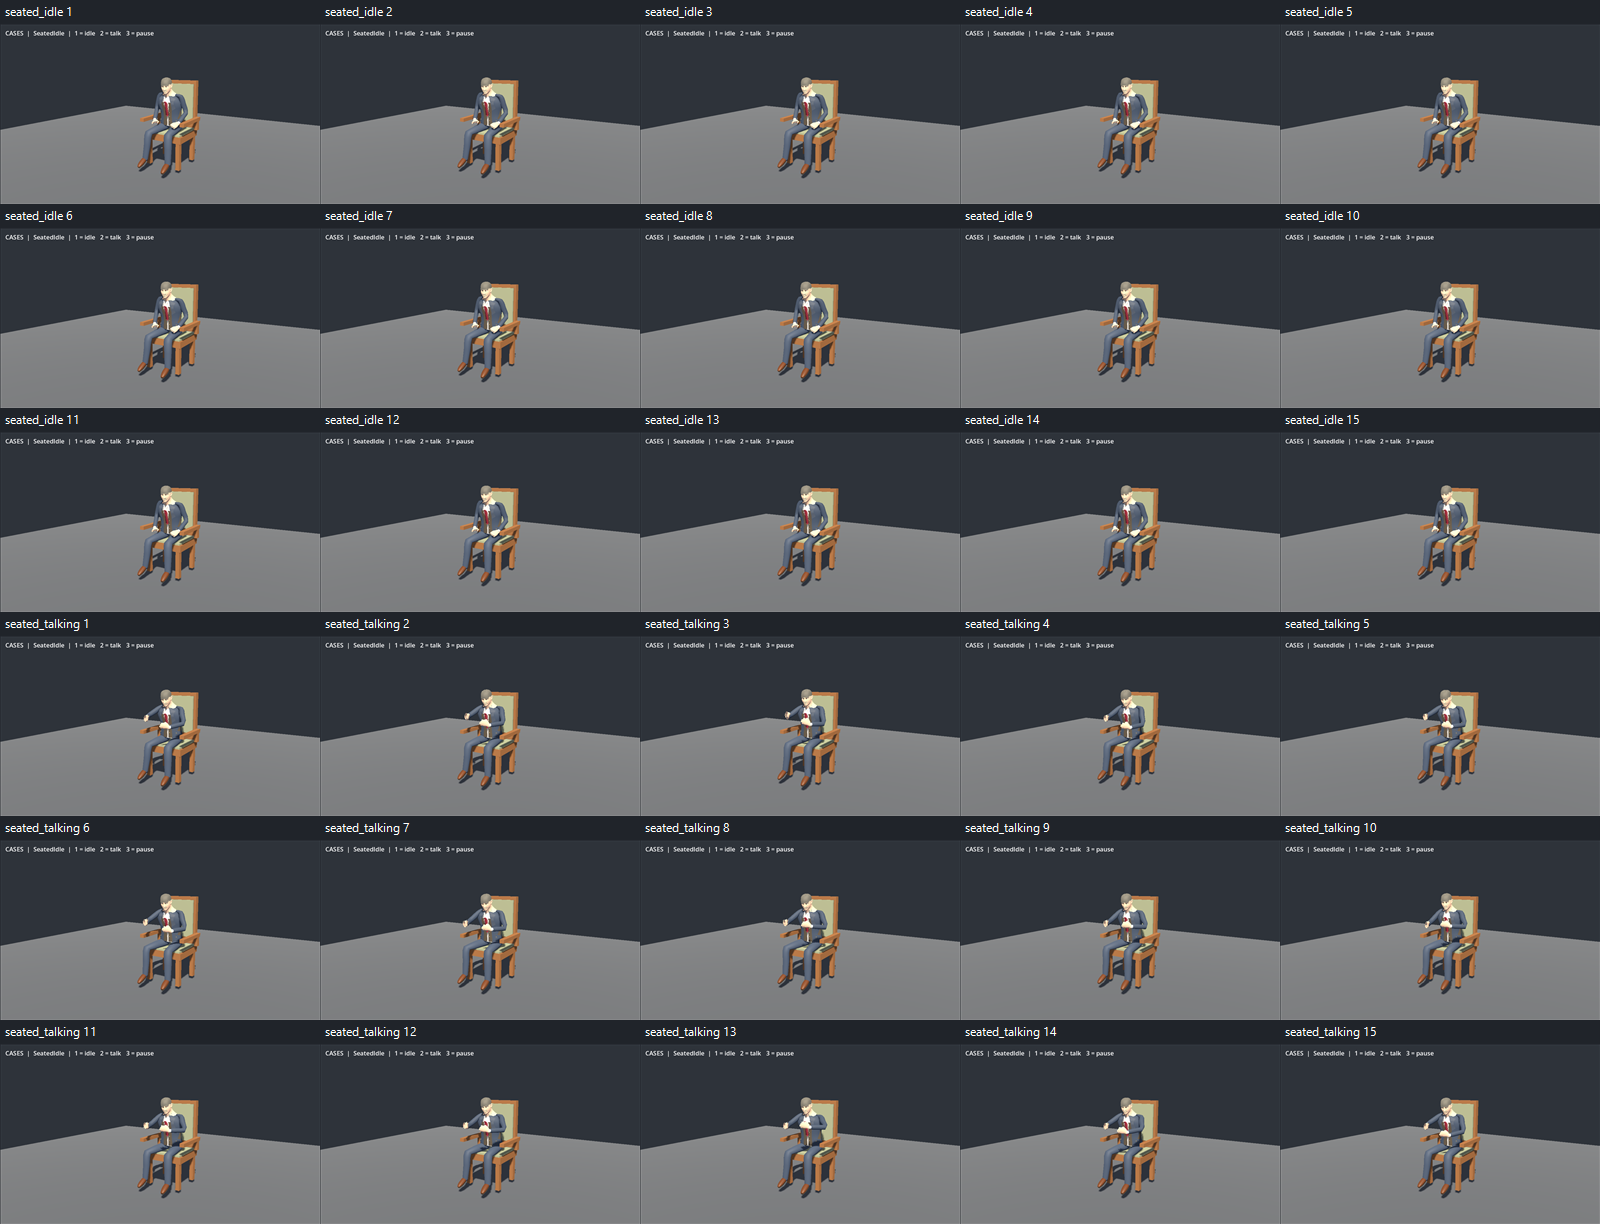 seated_idle 1 seated_idle 2 seated_idle 3 seated_idle 4 seated_idle 5
CASES | SeatedIdle | 1 = idle 2 = talk 3 = pause CASES | SeatedIdle | 1 = idle 2 = talk 3 = pause CASES | SeatedIdle | 1 = idle 2 = talk 3 = pause CASES | SeatedIdle | 1 = idle 2 = talk 3 = pause CASES | SeatedIdle | 1 = idle 2 = talk 3 = pause
seated_idle 6 seated_idle 7 seated_idle 8 seated_idle 9 seated_idle 10
CASES | SeatedIdle | 1 = idle 2 = talk 3 = pause CASES | SeatedIdle | 1 = idle 2 = talk 3 = pause CASES | SeatedIdle | 1 = idle 2 = talk 3 = pause CASES | SeatedIdle | 1 = idle 2 = talk 3 = pause CASES | SeatedIdle | 1 = idle 2 = talk 3 = pause
seated_idle 11 seated_idle 12 seated_idle 13 seated_idle 14 seated_idle 15
CASES | SeatedIdle | 1 = idle 2 = talk 3 = pause CASES | SeatedIdle | 1 = idle 2 = talk 3 = pause CASES | SeatedIdle | 1 = idle 2 = talk 3 = pause CASES | SeatedIdle | 1 = idle 2 = talk 3 = pause CASES | SeatedIdle | 1 = idle 2 = talk 3 = pause
seated_talking 1 seated_talking 2 seated_talking 3 seated_talking 4 seated_talking 5
CASES | SeatedIdle | 1 = idle 2 = talk 3 = pause CASES | SeatedIdle | 1 = idle 2 = talk 3 = pause CASES | SeatedIdle | 1 = idle 2 = talk 3 = pause CASES | SeatedIdle | 1 = idle 2 = talk 3 = pause CASES | SeatedIdle | 1 = idle 2 = talk 3 = pause
seated_talking 6 seated_talking 7 seated_talking 8 seated_talking 9 seated_talking 10
CASES | SeatedIdle | 1 = idle 2 = talk 3 = pause CASES | SeatedIdle | 1 = idle 2 = talk 3 = pause CASES | SeatedIdle | 1 = idle 2 = talk 3 = pause CASES | SeatedIdle | 1 = idle 2 = talk 3 = pause CASES | SeatedIdle | 1 = idle 2 = talk 3 = pause
seated_talking 11 seated_talking 12 seated_talking 13 seated_talking 14 seated_talking 15
CASES | SeatedIdle | 1 = idle 2 = talk 3 = pause CASES | SeatedIdle | 1 = idle 2 = talk 3 = pause CASES | SeatedIdle | 1 = idle 2 = talk 3 = pause CASES | SeatedIdle | 1 = idle 2 = talk 3 = pause CASES | SeatedIdle | 1 = idle 2 = talk 3 = pause